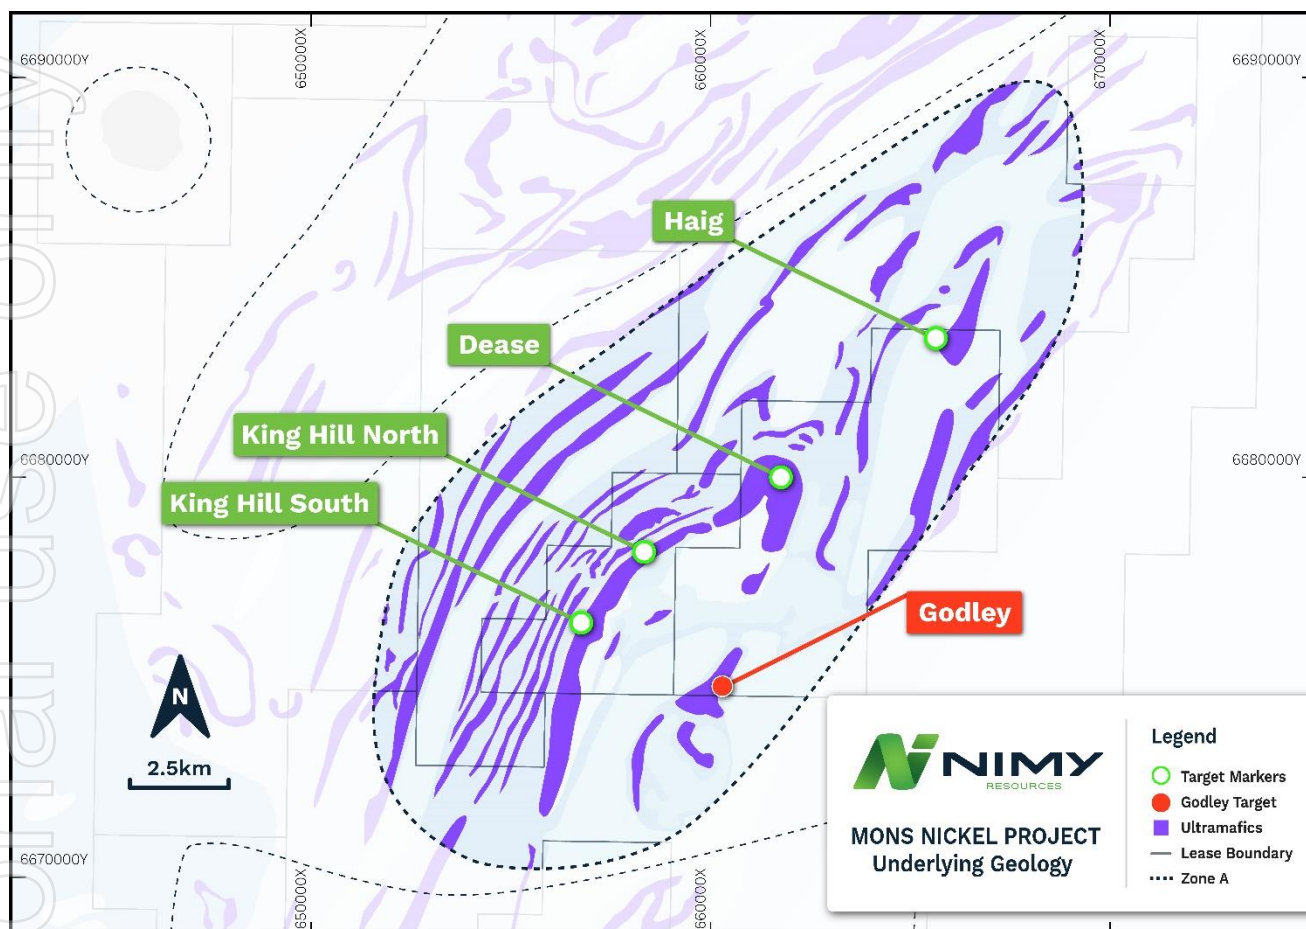 650000X
660000X
670000X
6690000Y
6690000Y
Haig
Dease
King Hill North
6680000Y
6680000Y
King Hill South
Godley
N
2.5km
NIMY
RESOURCES
MONS NICKEL PROJECT
Underlying Geology
Legend
Target Markers
Godley Target
Ultramafics
Lease Boundary
Zone A
6670000Y
650000X
660000X